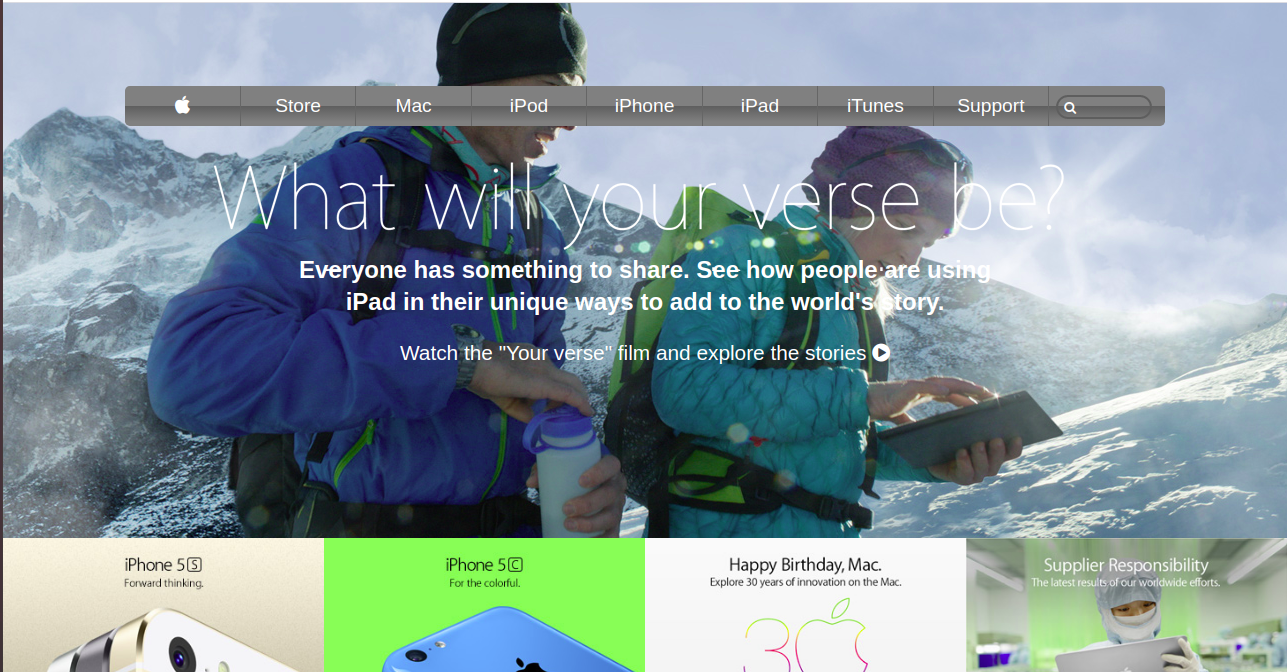 Store Mac iPod iPhone iPad iTunes Support
What will your verse be?
Everyone has something to share. See how people are using
iPad in their unique ways to add to the world's story.
Watch the "Your verse" film and explore the stories
iPhone 5S
Forward thinking.
iPhone 5C
For the colorful.
Happy Birthday, Mac.
Explore 30 years of innovation on the Mac.
30
Supplier Responsibility
The latest results of our worldwide efforts.